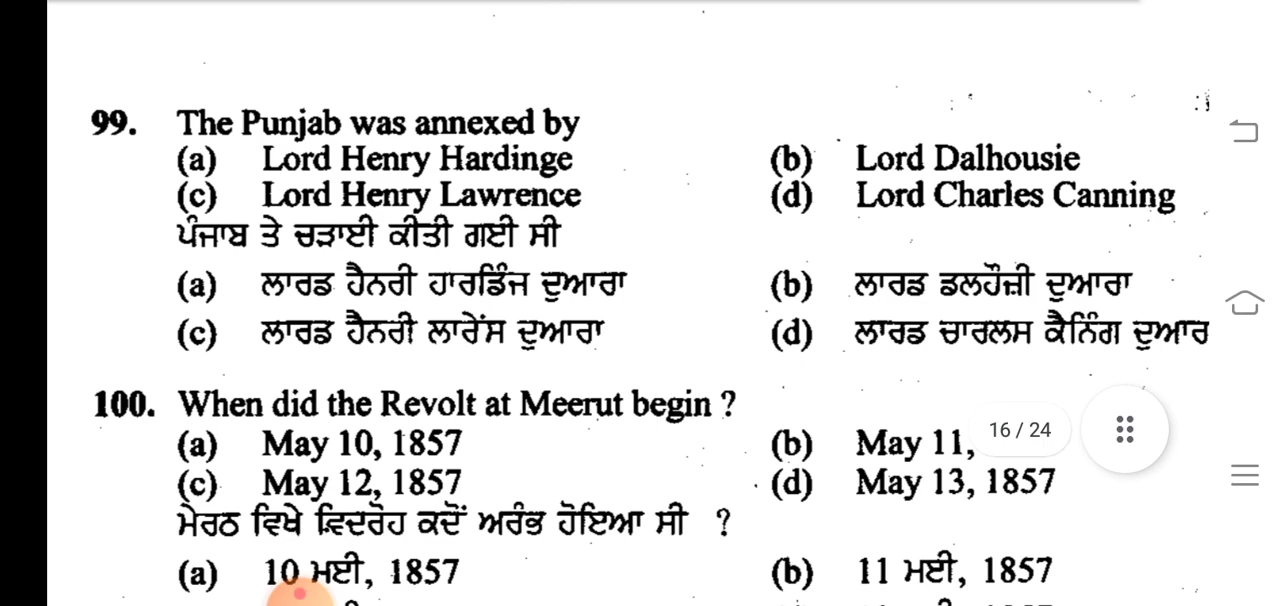 99. The Punjab was annexed by
(a) Lord Henry Hardinge (b) Lord Dalhousie
(c) Lord Henry Lawrence (d) Lord Charles Canning
ਪੰਜਾਬ ਤੇ ਚੜਾਈ ਕੀਤੀ ਗਈ ਸੀ
(a) ਲਾਰਡ ਹੈਨਰੀ ਹਾਰਡਿੰਜ ਦੁਆਰਾ (b) ਲਾਰਡ ਡਲਹੌਜ਼ੀ ਦੁਆਰਾ
(c) ਲਾਰਡ ਹੈਨਰੀ ਲਾਰੇਂਸ ਦੁਆਰਾ (d) ਲਾਰਡ ਚਾਰਲਸ ਕੈਨਿੰਗ ਦੁਆਰ
100. When did the Revolt at Meerut begin ?
(a) May 10, 1857 (b) May 11,
16 / 24
(c) May 12, 1857 (d) May 13, 1857
ਮੇਰਠ ਵਿਖੇ ਵਿਦਰੋਹ ਕਦੋਂ ਅਰੰਭ ਹੋਇਆ ਸੀ ?
(a) 10 ਮਈ, 1857 (b) 11 ਮਈ, 1857